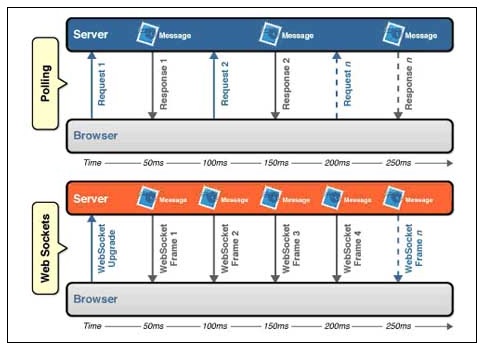 Polling
Server
Message
Message
Message
Request 1
Response 1
Request 2
Response 2
Request n
Response n
Browser
Time
50ms
100ms
150ms
200ms
250ms
Web Sockets
Server
Message
Message
Message
Message
Message
WebSocket
Upgrade
WebSocket
Frame 1
WebSocket
Frame 2
WebSocket
Frame 3
WebSocket
Frame 4
WebSocket
Frame n
Browser
Time
50ms
100ms
150ms
200ms
250ms